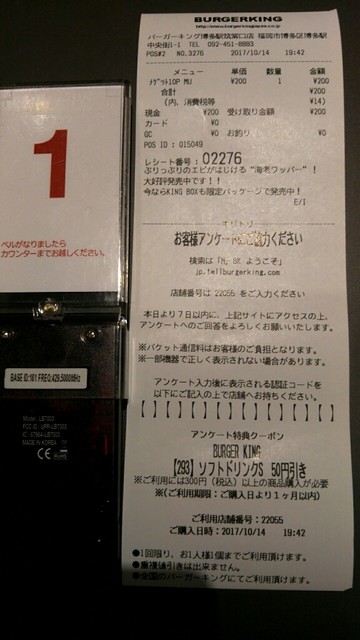 BURGERKING
http://www.burgerkingjapan.co.jp/
バーガーキング博多駅筑紫口店 福岡市博多区博多駅
中央街1-1 TEL 092-451-8883
POS#2 NO.3276 2017/10/14 19:42
メニュー 単価 数量 金額
ﾅｹﾞｯﾄ10P MU ¥200 1 ¥200
合計 ¥200
(内、消費税等 ¥14)
現金 ¥200 受け取り金額 ¥200
カード ¥0
GC ¥0 お釣り ¥0
POS ID : 015049
レシート番号 : 02276
ぷりっぷりのエビがはじける"海老ワッパー"!
大好評発売中です!!
今ならKING BOXも限定パッケージで発売中!
E/I
キリトリ
お客様アンケートにご協力ください
検索は「M, BK ようこそ」
jp.tellburgerking.com
店舗番号は 22055 をご入力ください
本日より7日以内に、上記サイトにアクセスの上、
アンケートへのご回答をよろしくお願いいたします。
※パケット通信料はお客様のご負担となります。
※一部機種で正しく表示されない場合があります。
アンケート入力後に表示される認証コードを
以下にご記入の上で店舗へお持ちください。
【 】【 】【 】【 】【 】【 】【 】【 】
アンケート特典クーポン
BURGER KING
【293】ソフトドリンクS 50円引き
※ご利用には300円(税込)以上の商品購入が必要
※(ご利用期限:ご購入日より1ヶ月以内)
ご利用店舗番号: 22055
ご購入日時: 2017/10/14 19:42
●1回限り、お1人様1個までご利用頂けます。
●重複値引きは出来ません。
●全国のバーガーキングにてご利用頂けます。
1
ベルがなりましたら
カウンターまでお越しください。
BASE ID:161 FREQ:429.5000MHz
Model : LB7503
MADE IN KOREA
CE